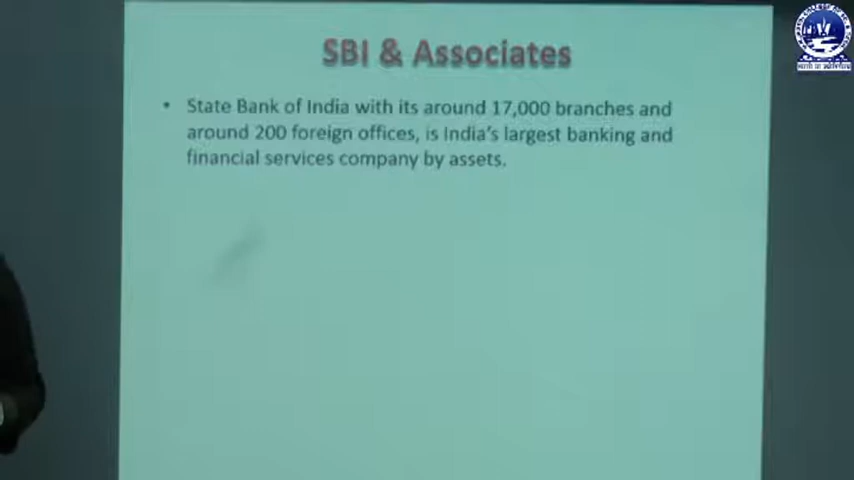 SBI & Associates
• State Bank of India with its around 17,000 branches and
around 200 foreign offices, is India's largest banking and
financial services company by assets.